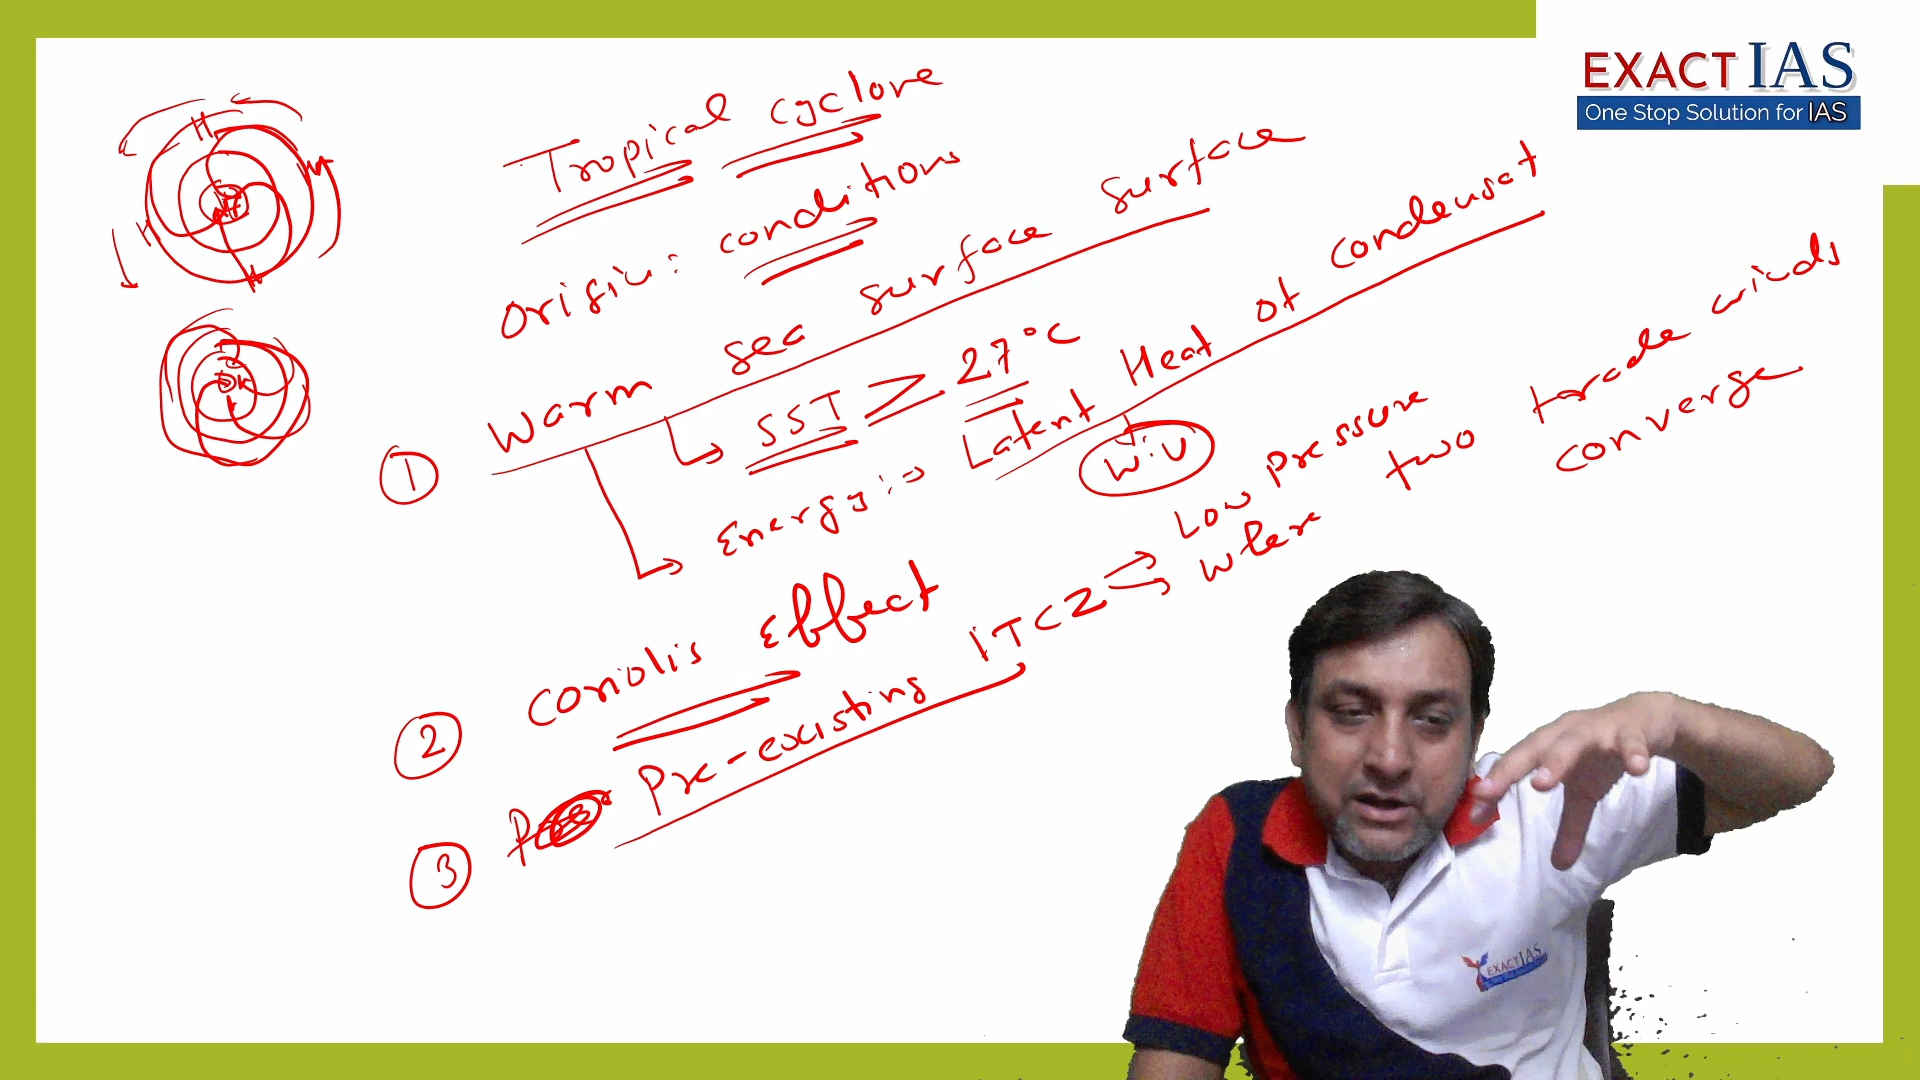 EXACT IAS
One Stop Solution for IAS
Tropical cyclone
origin: conditions
① Warm sea surface surface
SST ≥ 27°C
Energy:→ Latent Heat of condensat
W.V
② coriolis Effect
③ Pre-existing ITCZ → Low pressure
where two trade winds
converge
H
H
H
H
EXACT IAS